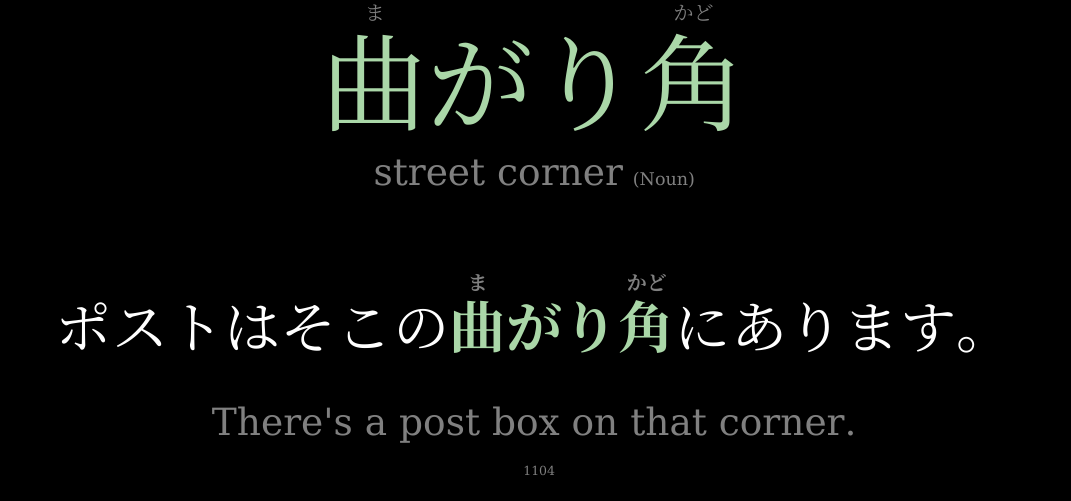 ま かど
曲がり角
street corner (Noun)
ま かど
ポストはそこの曲がり角にあります。
There's a post box on that corner.
1104